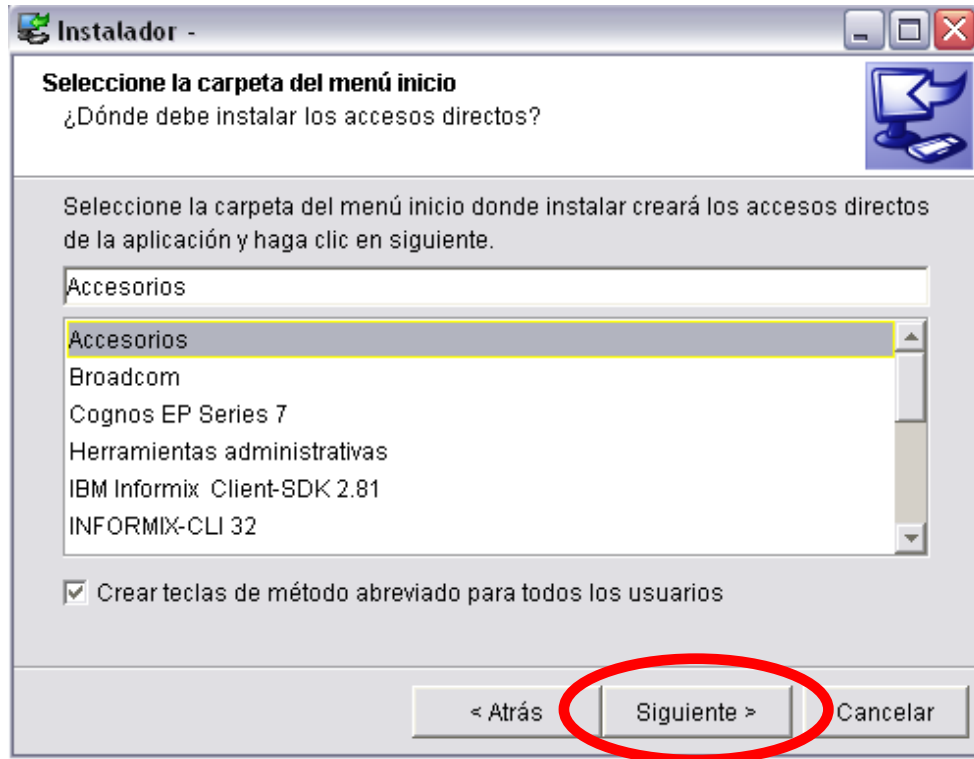 Instalador -
Seleccione la carpeta del menú inicio
¿Dónde debe instalar los accesos directos?
Seleccione la carpeta del menú inicio donde instalar creará los accesos directos
de la aplicación y haga clic en siguiente.
Accesorios
Accesorios
Broadcom
Cognos EP Series 7
Herramientas administrativas
IBM Informix Client-SDK 2.81
INFORMIX-CLI 32
Crear teclas de método abreviado para todos los usuarios
< Atrás Siguiente > Cancelar